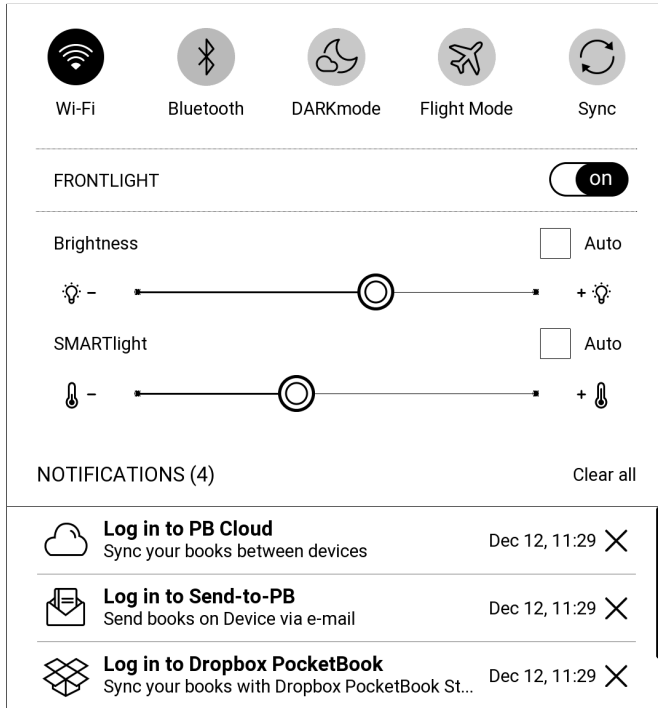 Wi-Fi Bluetooth DARKmode Flight Mode Sync
FRONTLIGHT on
Brightness Auto
- +
SMARTlight Auto
- +
NOTIFICATIONS (4) Clear all
Log in to PB Cloud
Sync your books between devices
Dec 12, 11:29
Log in to Send-to-PB
Send books on Device via e-mail
Dec 12, 11:29
Log in to Dropbox PocketBook
Sync your books with Dropbox PocketBook St...
Dec 12, 11:29